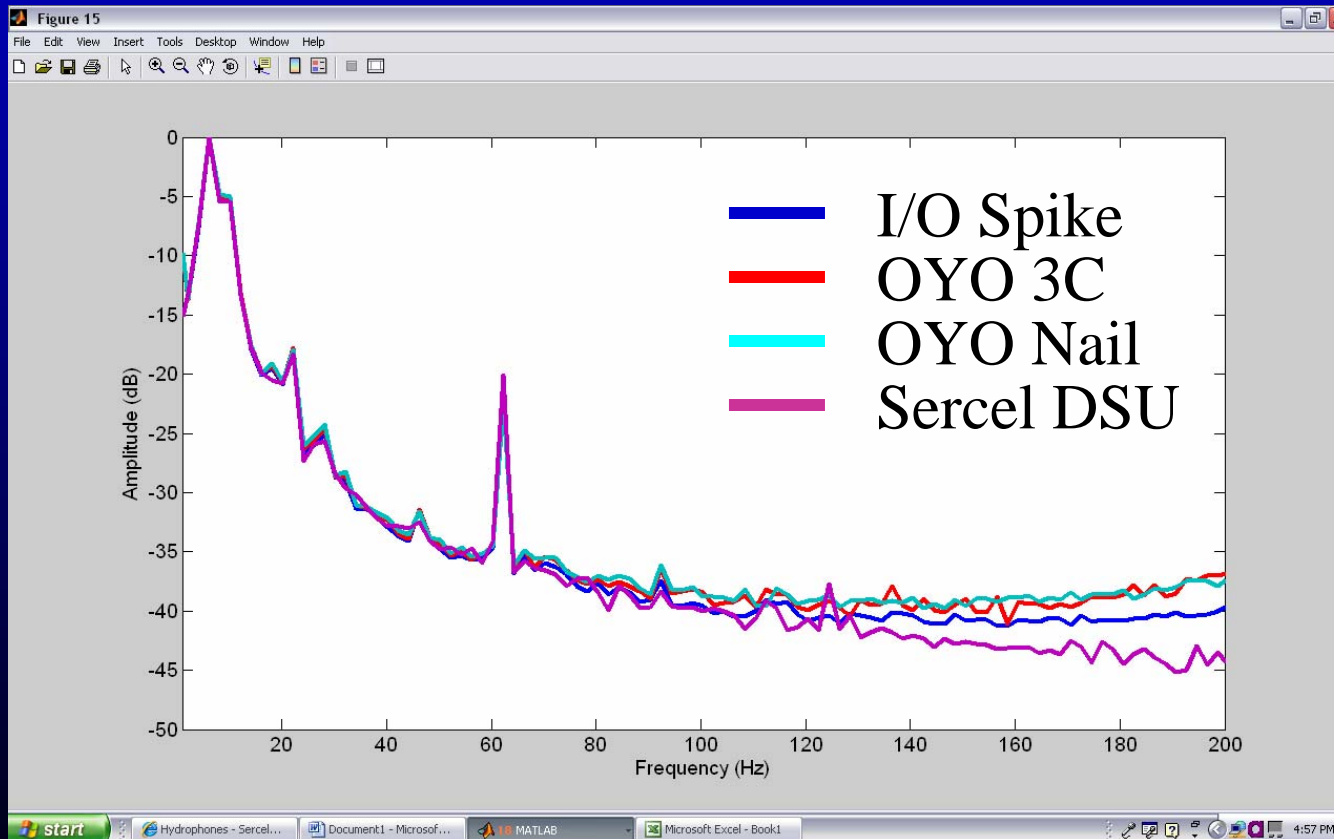 Figure 15
File Edit View Insert Tools Desktop Window Help
0
-5
-10
-15
-20
-25
-30
-35
-40
-45
-50
Amplitude (dB)
I/O Spike
OYO 3C
OYO Nail
Sercel DSU
20 40 60 80 100 120 140 160 180 200
Frequency (Hz)
start Hydrophones - Sercel... Document1 - Microsof... MATLAB Microsoft Excel - Book1 4:57 PM